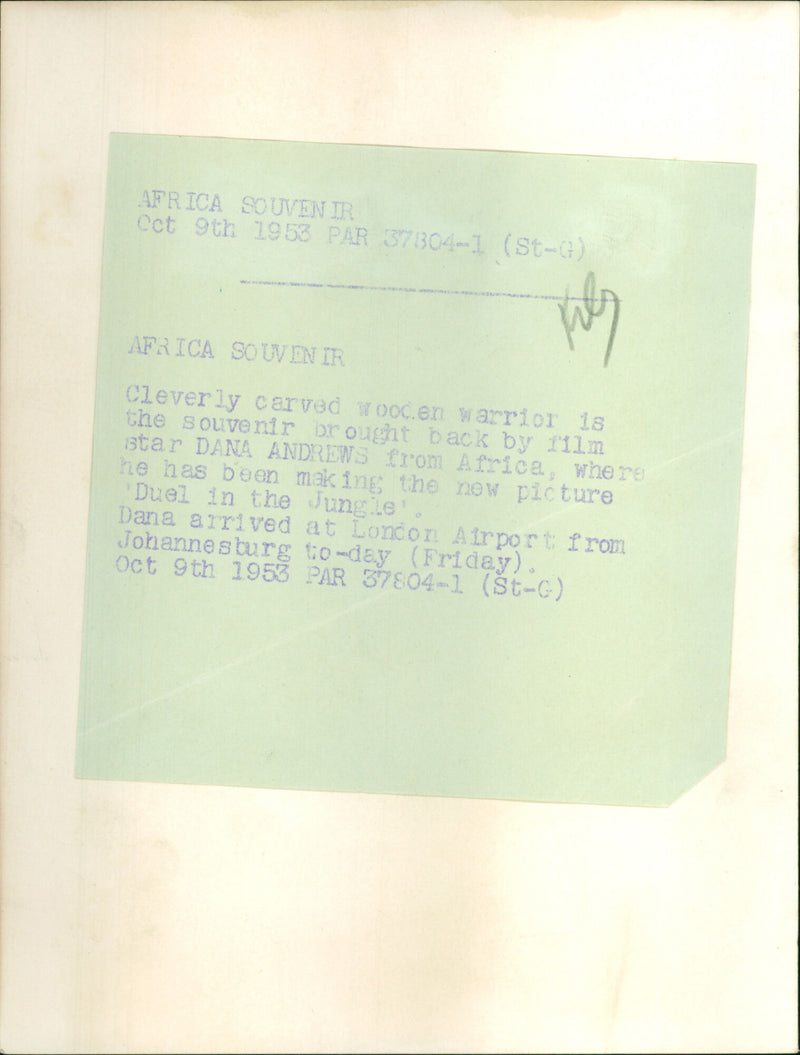 AFRICA SOUVENIR
Oct 9th 1953 PAR 37804-1 (St-G)
AFRICA SOUVENIR
Cleverly carved wooden warrior is
the souvenir brought back by film
star DANA ANDREWS from Africa, where
he has been making the new picture
'Duel in the Jungle'.
Dana arrived at London Airport from
Johannesburg to-day (Friday).
Oct 9th 1953 PAR 37804-1 (St-G)